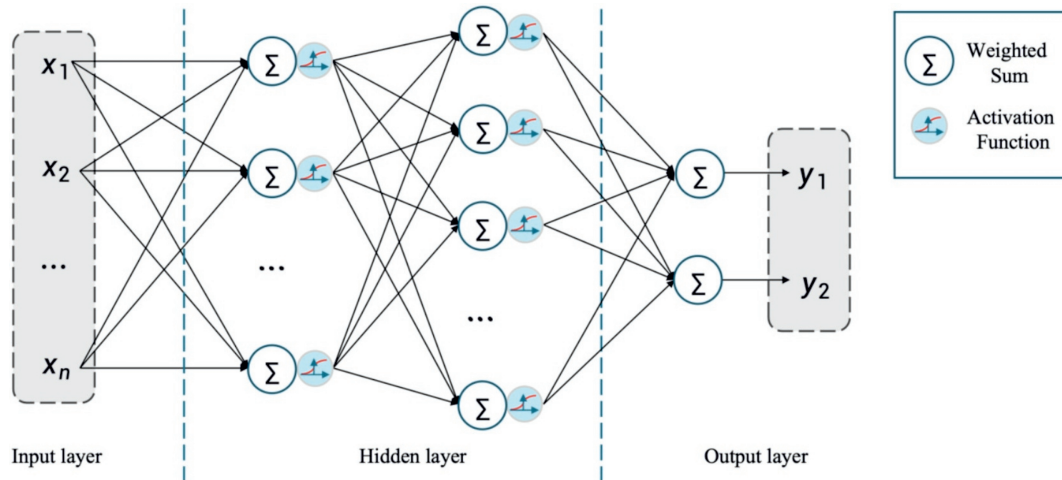 x1
x2
...
xn
Σ
Σ
...
Σ
Σ
Σ
Σ
...
Σ
Σ
Σ
y1
y2
Σ Weighted
Sum
Activation
Function
Input layer
Hidden layer
Output layer